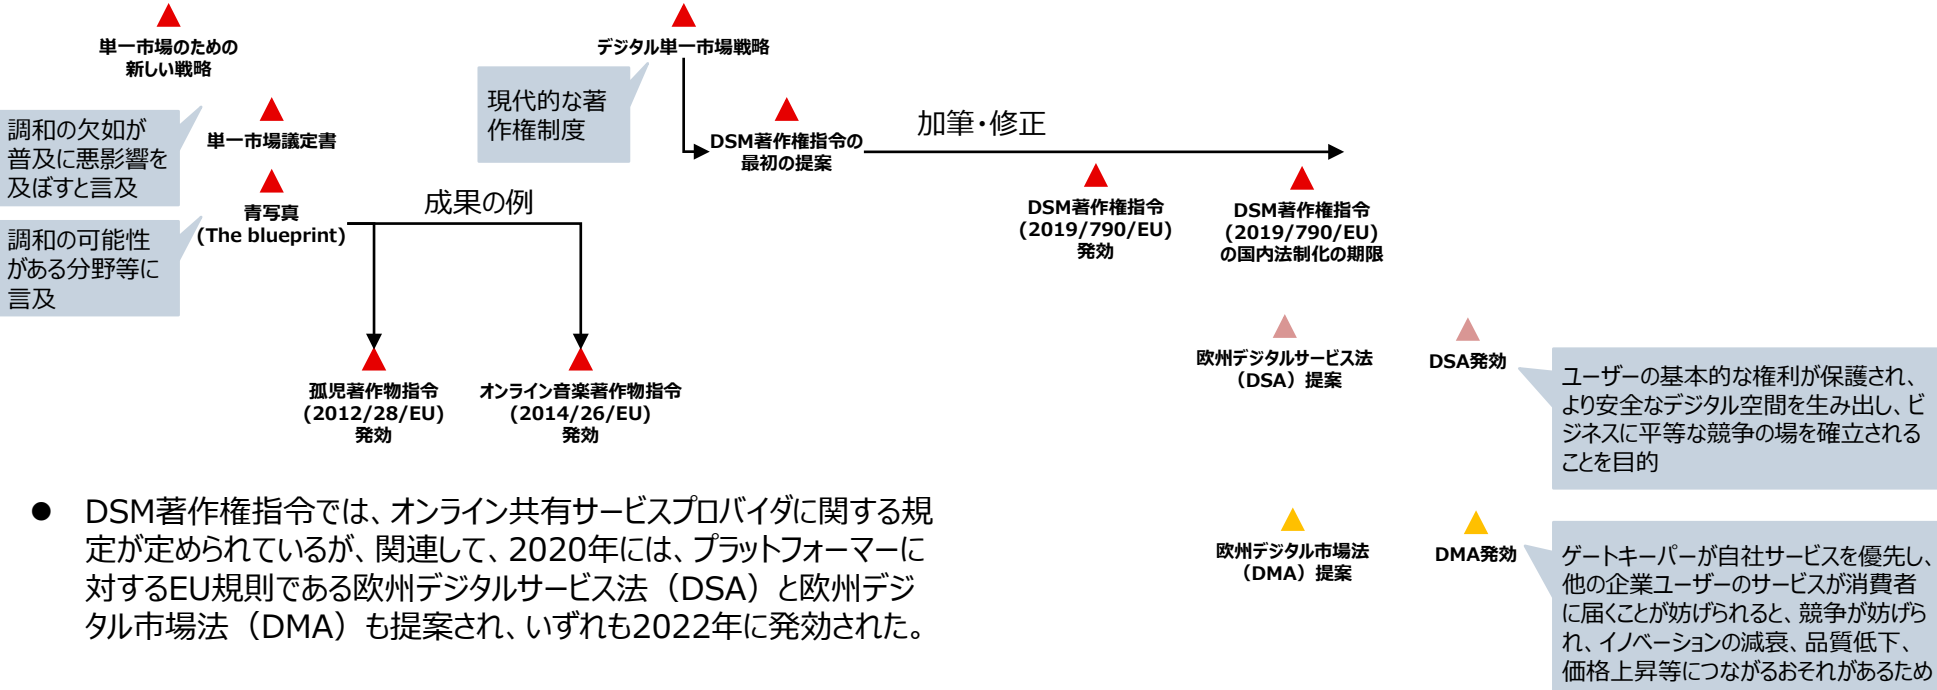 単一市場のための
新しい戦略
調和の欠如が
普及に悪影響を
及ぼすと言及
単一市場議定書
青写真
(The blueprint)
調和の可能性
がある分野等に
言及
成果の例
孤児著作物指令
(2012/28/EU)
発効
オンライン音楽著作物指令
(2014/26/EU)
発効
デジタル単一市場戦略
現代的な著
作権制度
DSM著作権指令の
最初の提案
加筆・修正
DSM著作権指令
(2019/790/EU)
発効
DSM著作権指令
(2019/790/EU)
の国内法制化の期限
欧州デジタルサービス法
（DSA）提案
DSA発効
ユーザーの基本的な権利が保護され、
より安全なデジタル空間を生み出し、ビ
ジネスに平等な競争の場を確立される
ことを目的
欧州デジタル市場法
（DMA）提案
DMA発効
ゲートキーパーが自社サービスを優先し、
他の企業ユーザーのサービスが消費者
に届くことが妨げられると、競争が妨げら
れ、イノベーションの減衰、品質低下、
価格上昇等につながるおそれがあるため
● DSM著作権指令では、オンライン共有サービスプロバイダに関する規
定が定められているが、関連して、2020年には、プラットフォーマーに
対するEU規則である欧州デジタルサービス法（DSA）と欧州デジ
タル市場法（DMA）も提案され、いずれも2022年に発効された。